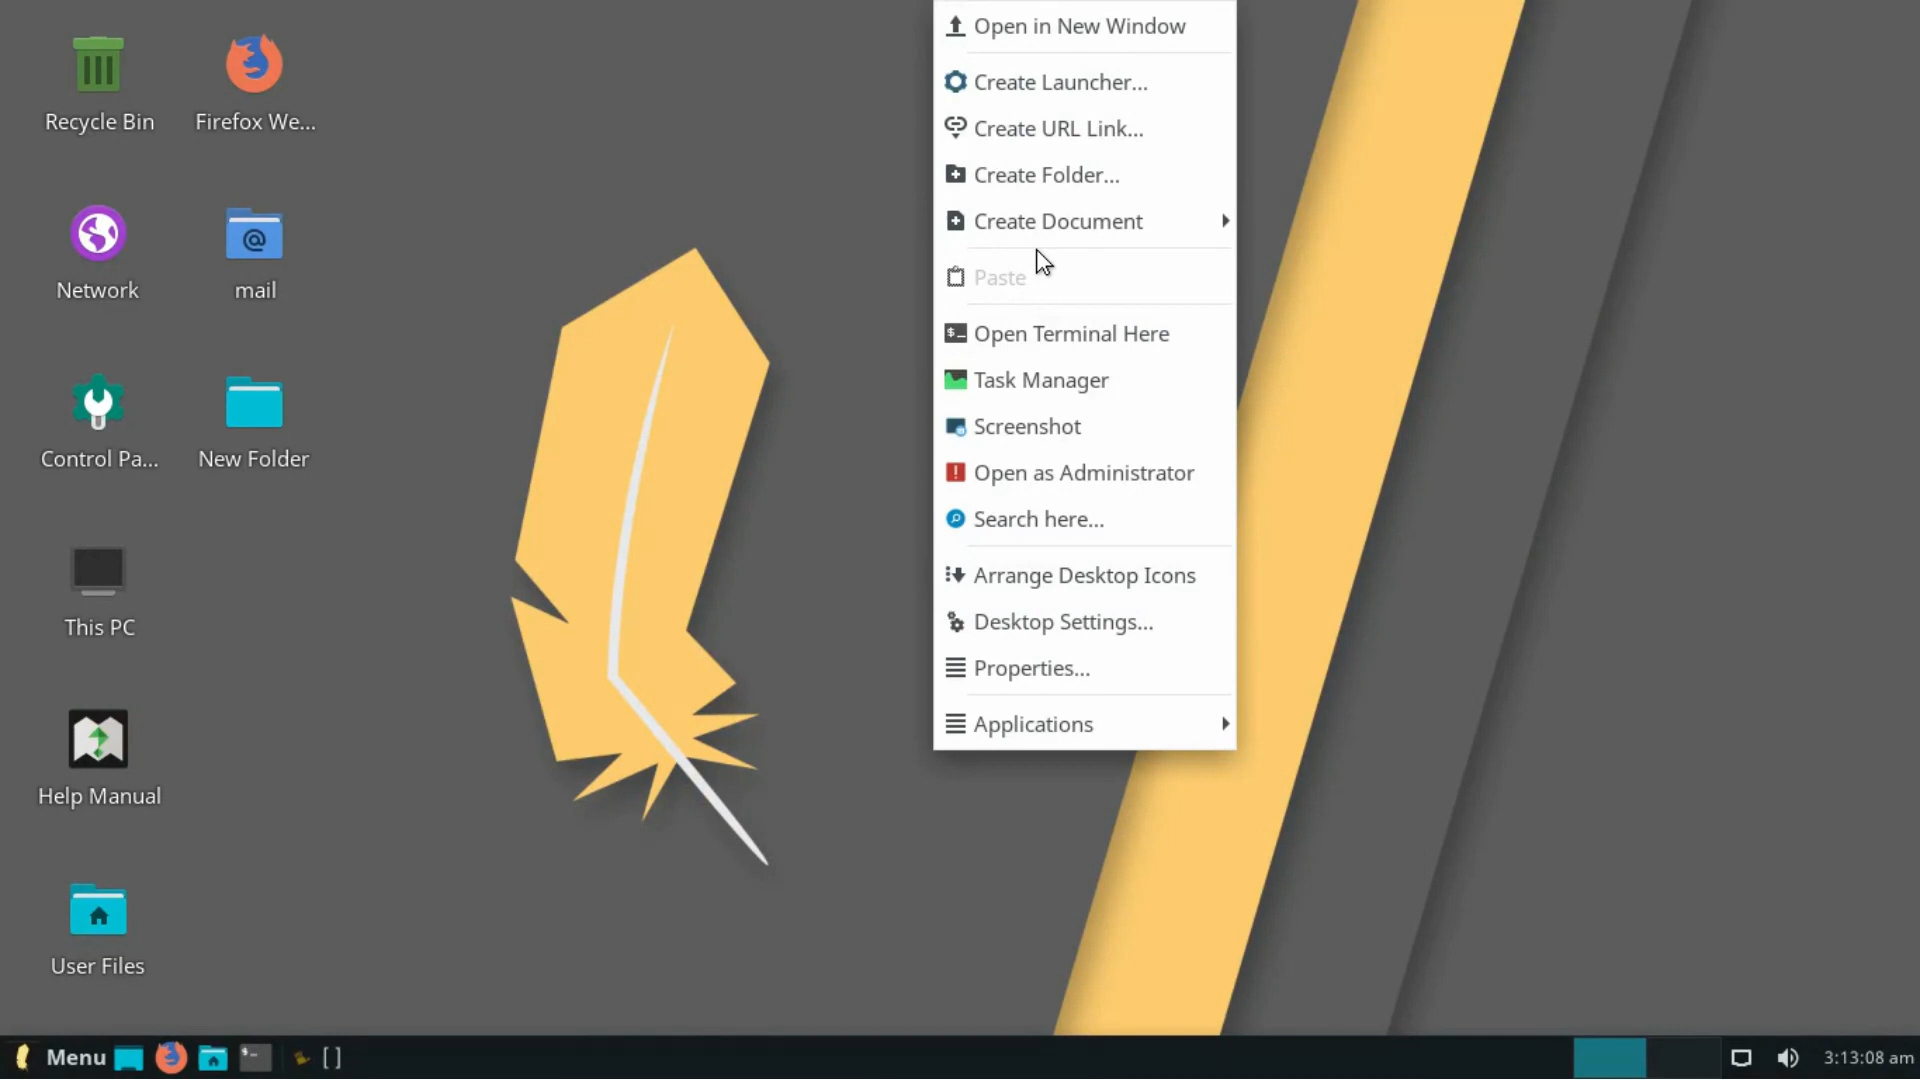 Recycle Bin
Firefox We...
Network
mail
Control Pa...
New Folder
This PC
Help Manual
User Files
Open in New Window
Create Launcher...
Create URL Link...
Create Folder...
Create Document
Paste
Open Terminal Here
Task Manager
Screenshot
Open as Administrator
Search here...
Arrange Desktop Icons
Desktop Settings...
Properties...
Applications
Menu
[ ]
3:13:08 am